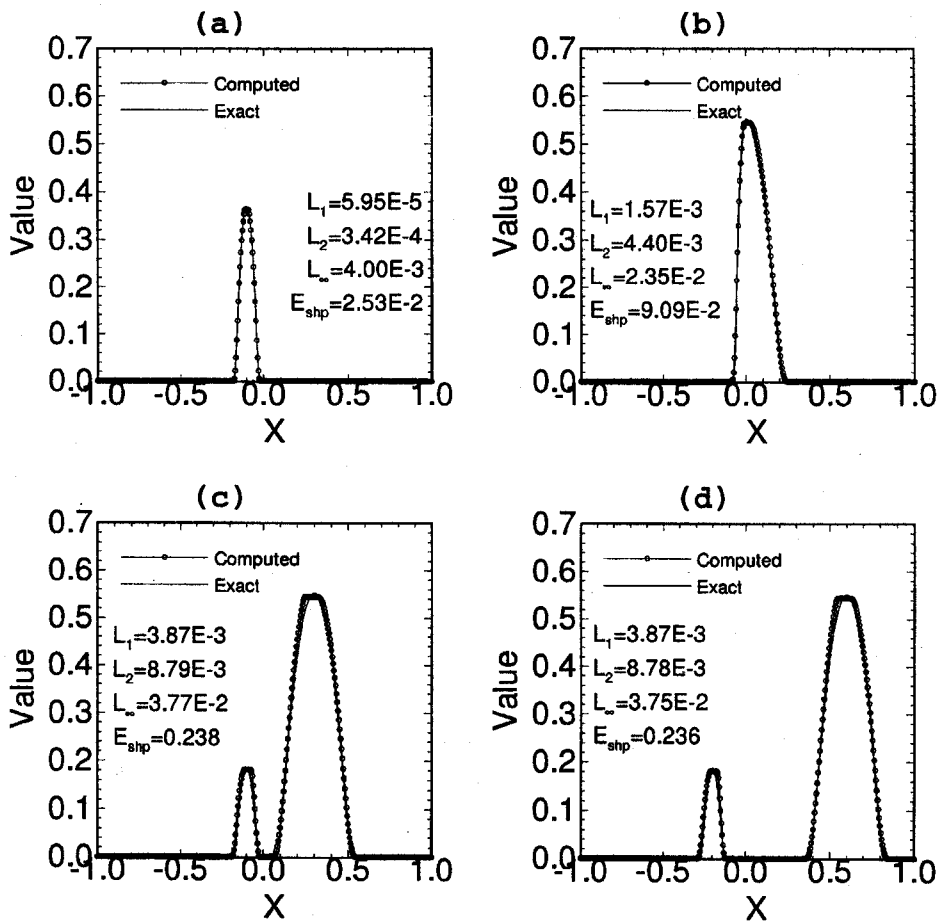 (a)
0.7
0.6
0.5
0.4
0.3
0.2
0.1
0.0
Value
Computed
Exact
L₁=5.95E-5
L₂=3.42E-4
L∞=4.00E-3
Eshp=2.53E-2
-1.0 -0.5 0.0 0.5 1.0
X
(b)
0.7
0.6
0.5
0.4
0.3
0.2
0.1
0.0
Value
Computed
Exact
L₁=1.57E-3
L₂=4.40E-3
L∞=2.35E-2
Eshp=9.09E-2
-1.0 -0.5 0.0 0.5 1.0
X
(c)
0.7
0.6
0.5
0.4
0.3
0.2
0.1
0.0
Value
Computed
Exact
L₁=3.87E-3
L₂=8.79E-3
L∞=3.77E-2
Eshp=0.238
-1.0 -0.5 0.0 0.5 1.0
X
(d)
0.7
0.6
0.5
0.4
0.3
0.2
0.1
0.0
Value
Computed
Exact
L₁=3.87E-3
L₂=8.78E-3
L∞=3.75E-2
Eshp=0.236
-1.0 -0.5 0.0 0.5 1.0
X